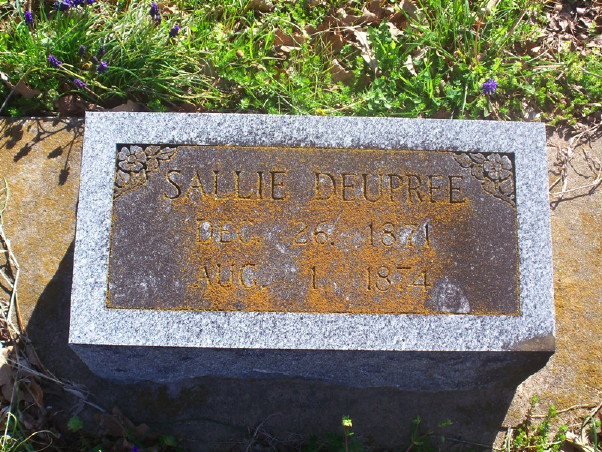 SALLIE DEUPREE
DEC. 26, 1871
AUG. 1, 1874